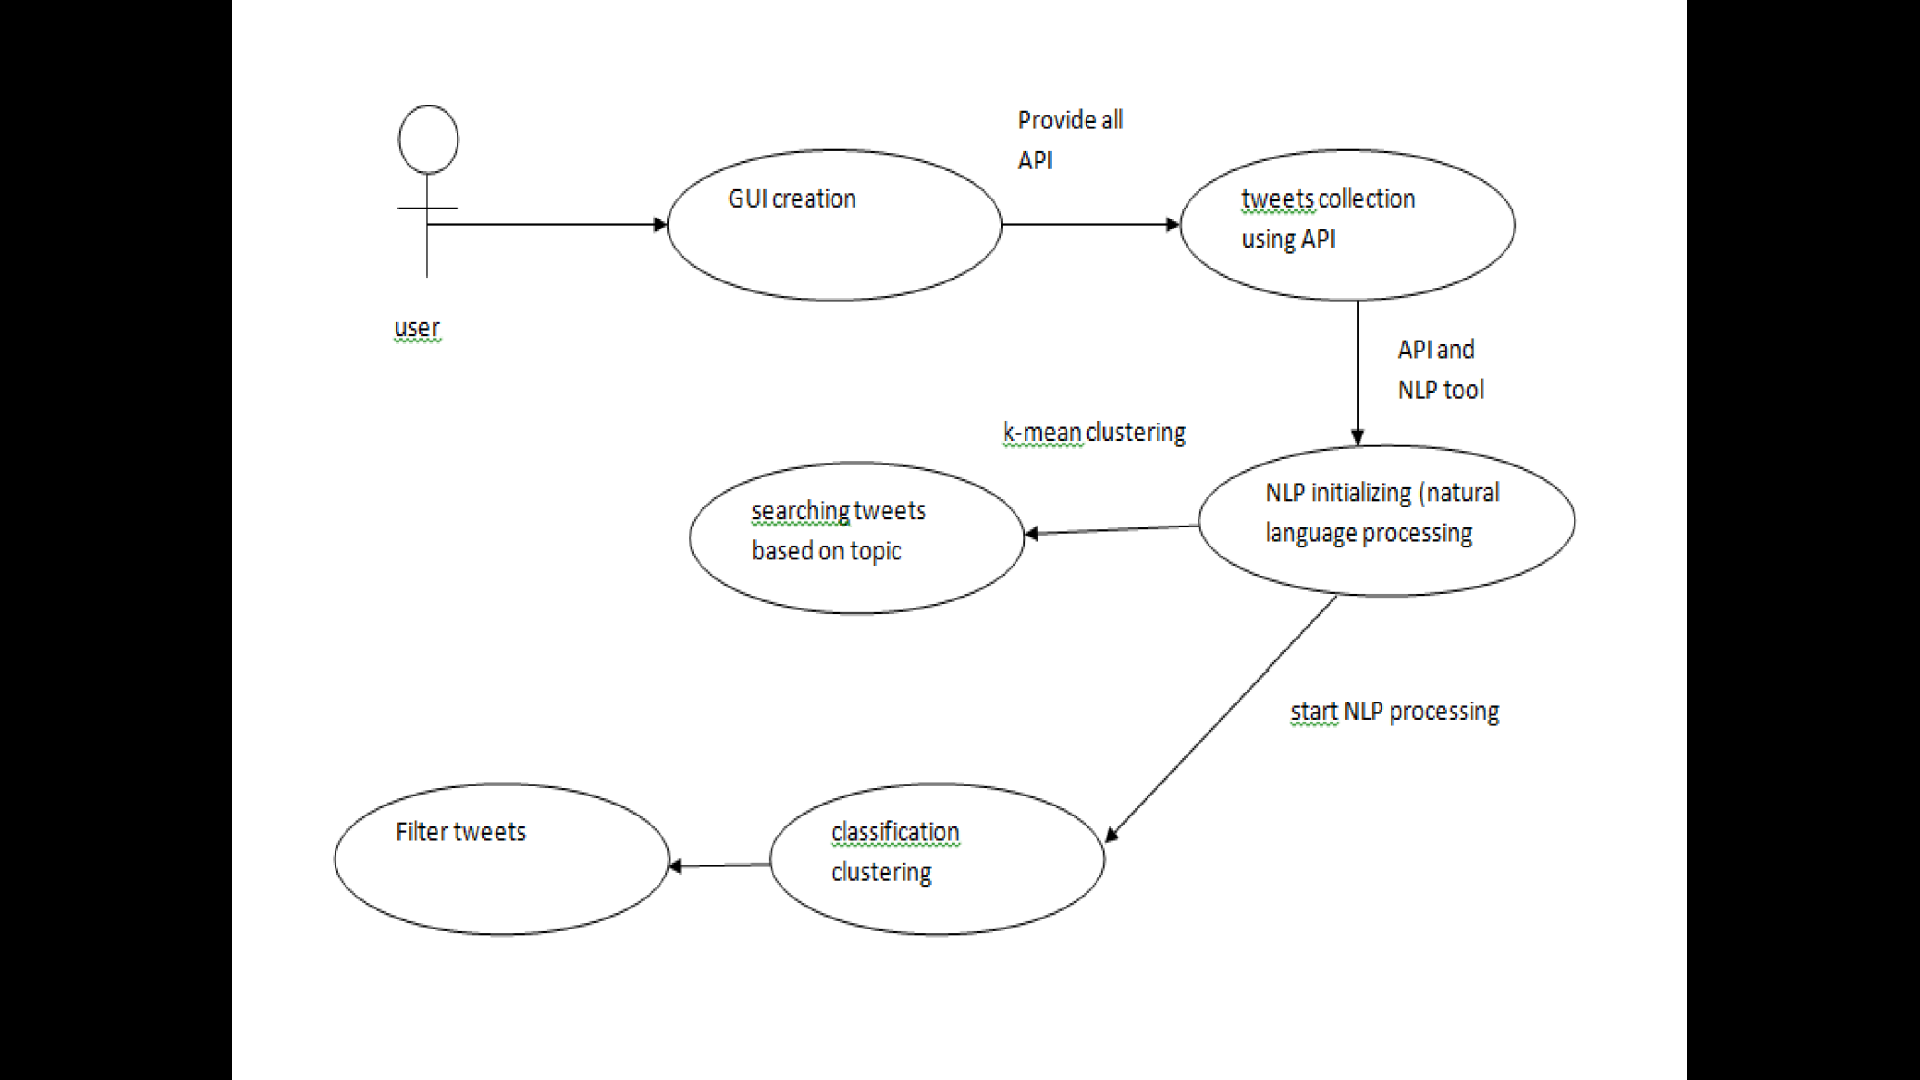 Provide all
API
GUI creation
tweets collection
using API
user
API and
NLP tool
k-mean clustering
searching tweets
based on topic
NLP initializing (natural
language processing
start NLP processing
Filter tweets
classification
clustering